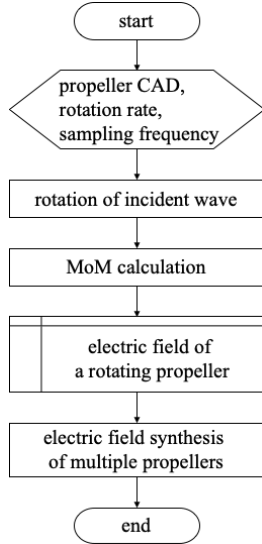 start
propeller CAD,
rotation rate,
sampling frequency
rotation of incident wave
MoM calculation
electric field of
a rotating propeller
electric field synthesis
of multiple propellers
end